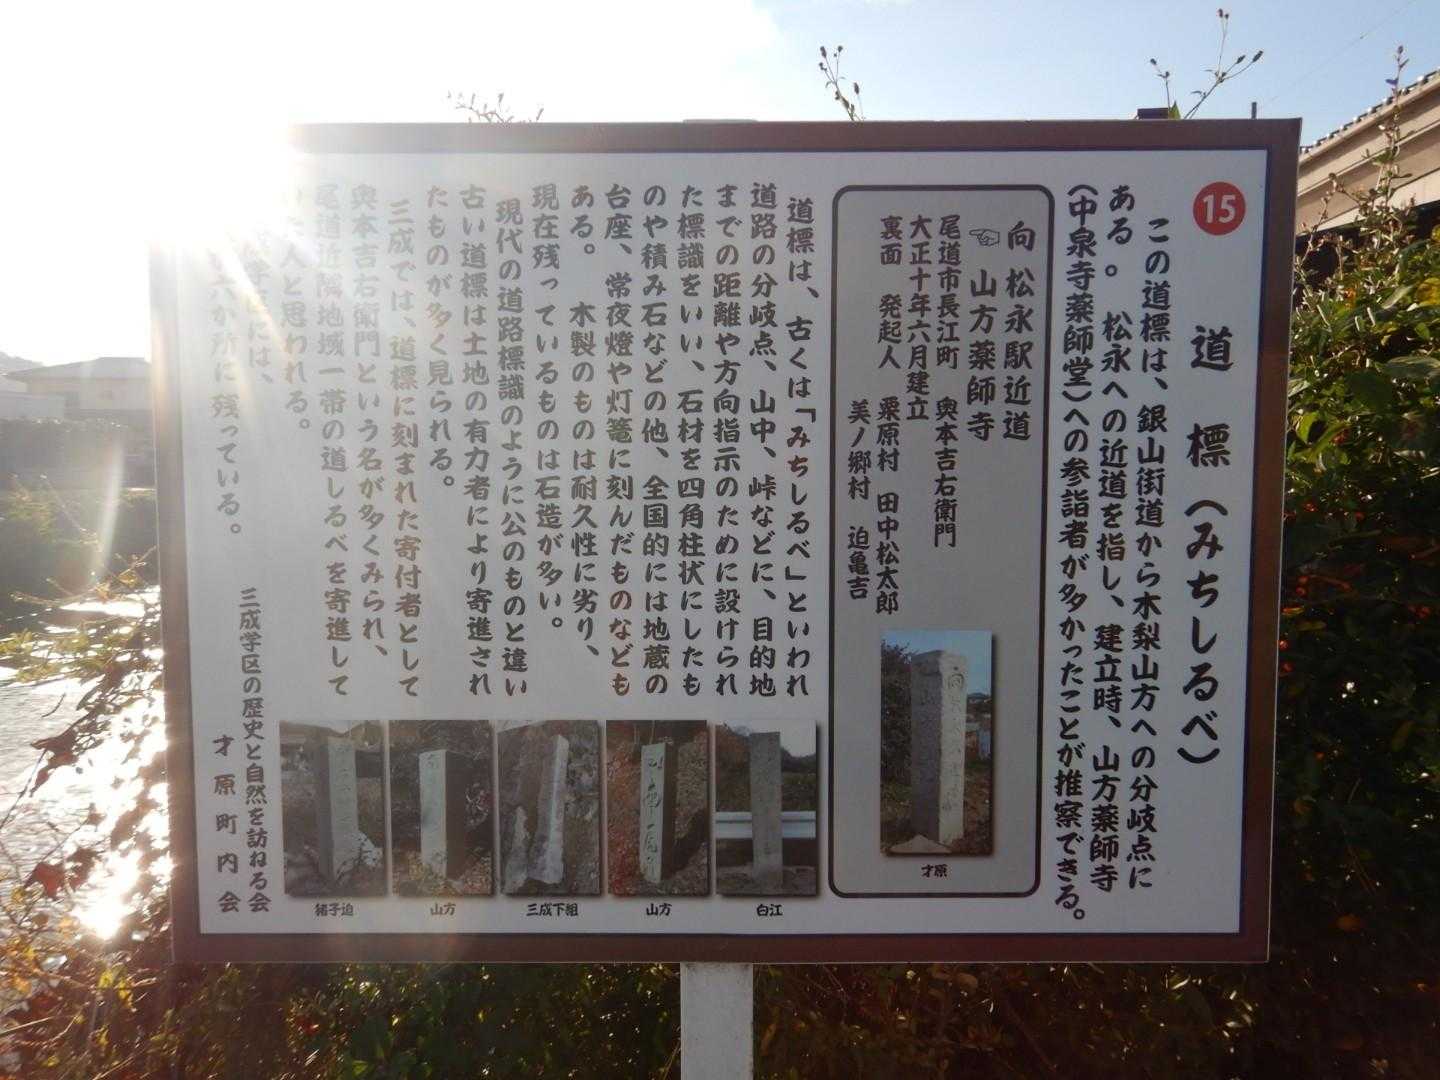 15
道標（みちしるべ）
この道標は、銀山街道から木梨山方への分岐点に
ある。松永への近道を指し、建立時、山方薬師寺
（中泉寺薬師堂）への参詣者が多かったことが推察できる。
向 松永駅近道
☜ 山方薬師寺
尾道市長江町 奥本吉右衛門
大正十年六月建立
裏面 発起人 栗原村 田中松太郎
美ノ郷村 迫亀吉
才原
道標は、古くは「みちしるべ」といわれ
道路の分岐点、山中、峠などに、目的地
までの距離や方向指示のために設けられ
た標識をいい、石材を四角柱状にしたも
のや積み石などの他、全国的には地蔵の
台座、常夜燈や灯篭に刻んだものなども
ある。 木製のものは耐久性に劣り、
現在残っているものは石造が多い。
現代の道路標識のように公のものと違い
古い道標は土地の有力者により寄進され
たものが多く見られる。
三成では、道標に刻まれた寄付者として
奥本吉右衛門という名が多くみられ、
尾道近隣地域一帯の道しるべを寄進して
いた人と思われる。
学区には、
六か所に残っている。
三成学区の歴史と自然を訪ねる会
才原町内会
白江
山方
三成下組
山方
猪子迫